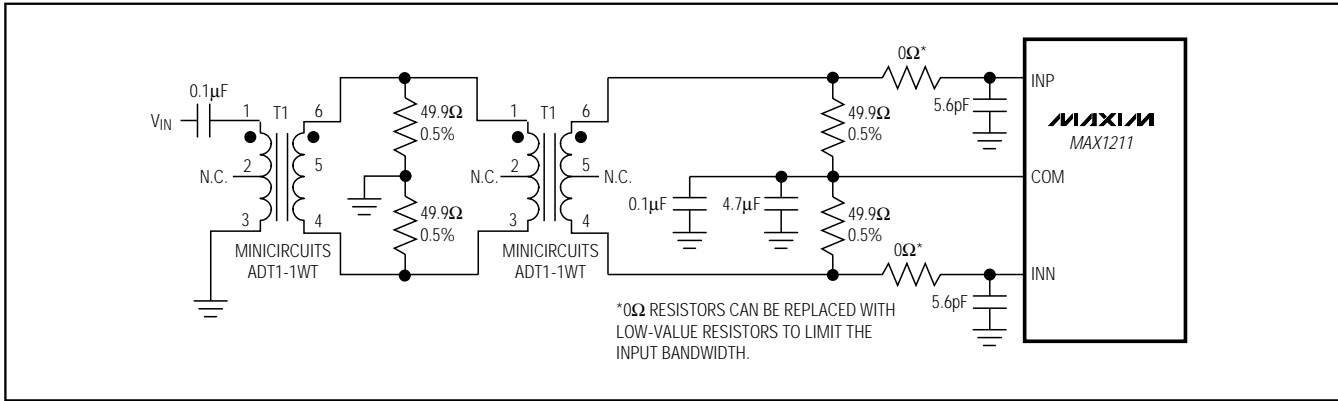 0.1µF
VIN
1
T1
6
2
N.C.
5
3
4
MINICIRCUITS
ADT1-1WT
49.9Ω
0.5%
49.9Ω
0.5%
1
T1
6
2
N.C.
5
N.C.
3
4
MINICIRCUITS
ADT1-1WT
0.1µF
4.7µF
49.9Ω
0.5%
49.9Ω
0.5%
0Ω*
5.6pF
0Ω*
5.6pF
INP
MAXIM
MAX1211
COM
INN
*0Ω RESISTORS CAN BE REPLACED WITH
LOW-VALUE RESISTORS TO LIMIT THE
INPUT BANDWIDTH.